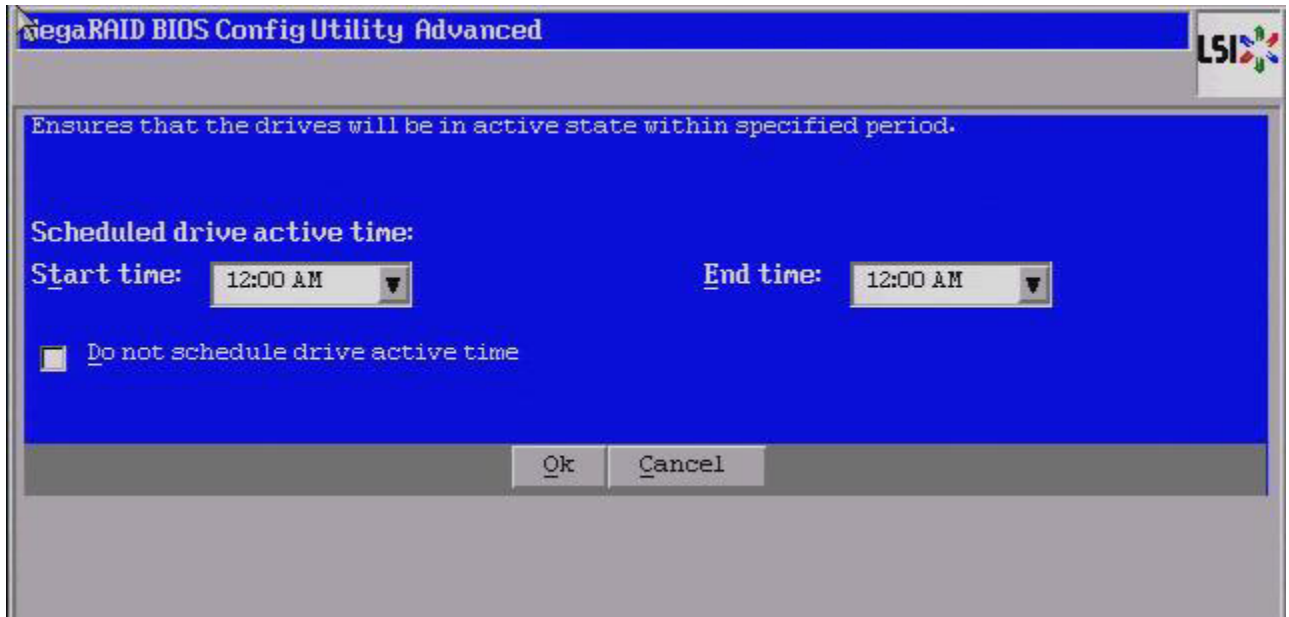 MegaRAID BIOS Config Utility Advanced
LSI
Ensures that the drives will be in active state within specified period.
Scheduled drive active time:
Start time: 12:00 AM End time: 12:00 AM
Do not schedule drive active time
Ok Cancel